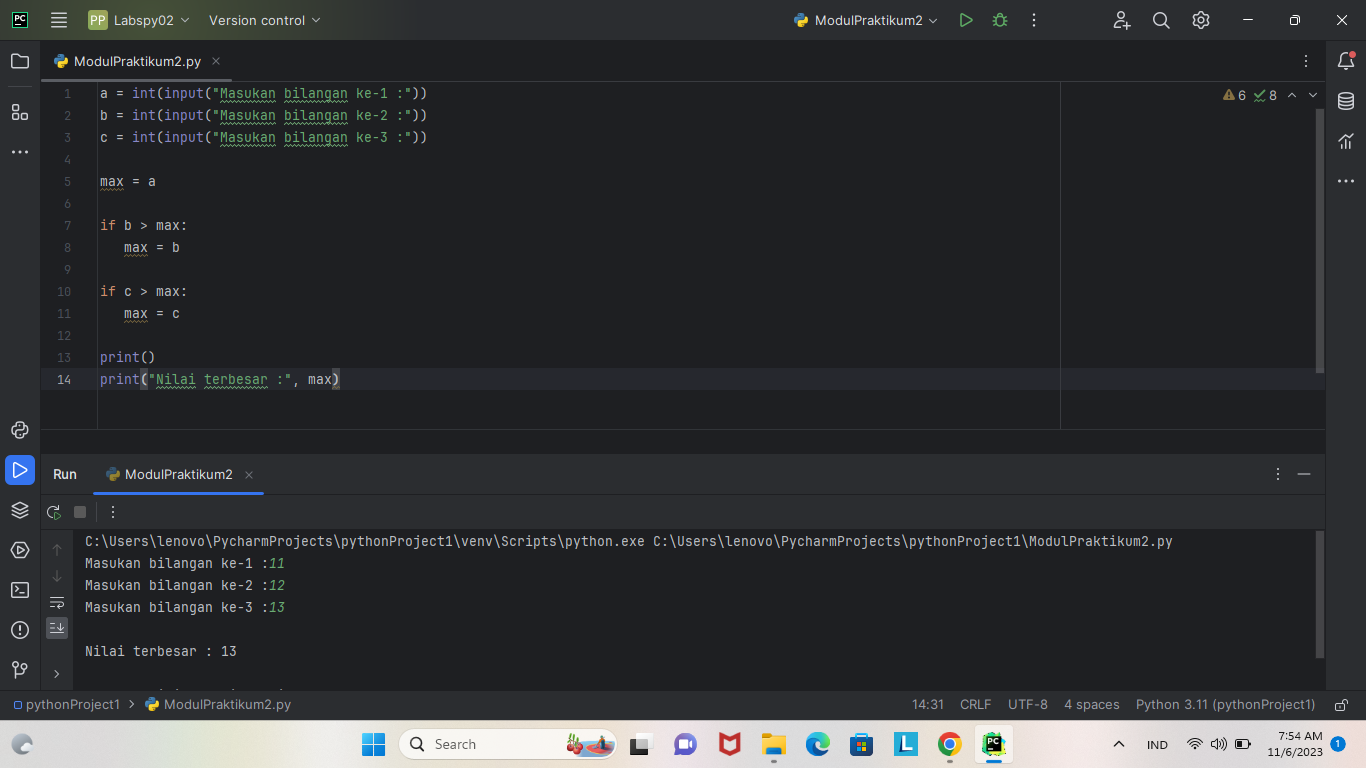 PC PP Labspy02 Version control ModulPraktikum2
ModulPraktikum2.py
1 a = int(input("Masukan bilangan ke-1 :"))
6 8
2 b = int(input("Masukan bilangan ke-2 :"))
3 c = int(input("Masukan bilangan ke-3 :"))
4
5 max = a
6
7 if b > max:
8 max = b
9
10 if c > max:
11 max = c
12
13 print()
14 print("Nilai terbesar :", max)
Run ModulPraktikum2
C:\Users\lenovo\PycharmProjects\pythonProject1\venv\Scripts\python.exe C:\Users\lenovo\PycharmProjects\pythonProject1\ModulPraktikum2.py
Masukan bilangan ke-1 :11
Masukan bilangan ke-2 :12
Masukan bilangan ke-3 :13
Nilai terbesar : 13
pythonProject1 > ModulPraktikum2.py 14:31 CRLF UTF-8 4 spaces Python 3.11 (pythonProject1)
Search L PC IND 7:54 AM 1
11/6/2023